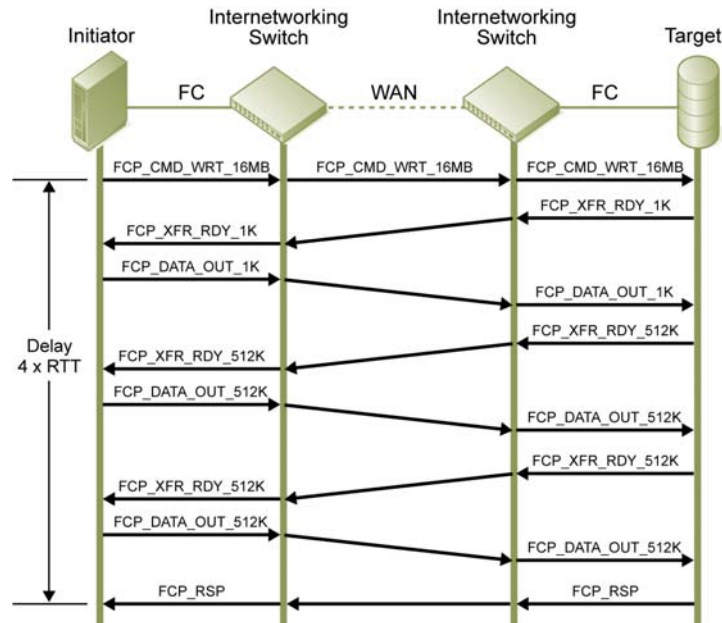 Initiator
Internetworking
Switch
Internetworking
Switch
Target
FC
WAN
FC
FCP_CMD_WRT_16MB
FCP_CMD_WRT_16MB
FCP_CMD_WRT_16MB
FCP_XFR_RDY_1K
FCP_XFR_RDY_1K
FCP_DATA_OUT_1K
FCP_DATA_OUT_1K
FCP_XFR_RDY_512K
Delay
4 x RTT
FCP_XFR_RDY_512K
FCP_DATA_OUT_512K
FCP_DATA_OUT_512K
FCP_XFR_RDY_512K
FCP_XFR_RDY_512K
FCP_DATA_OUT_512K
FCP_DATA_OUT_512K
FCP_RSP
FCP_RSP